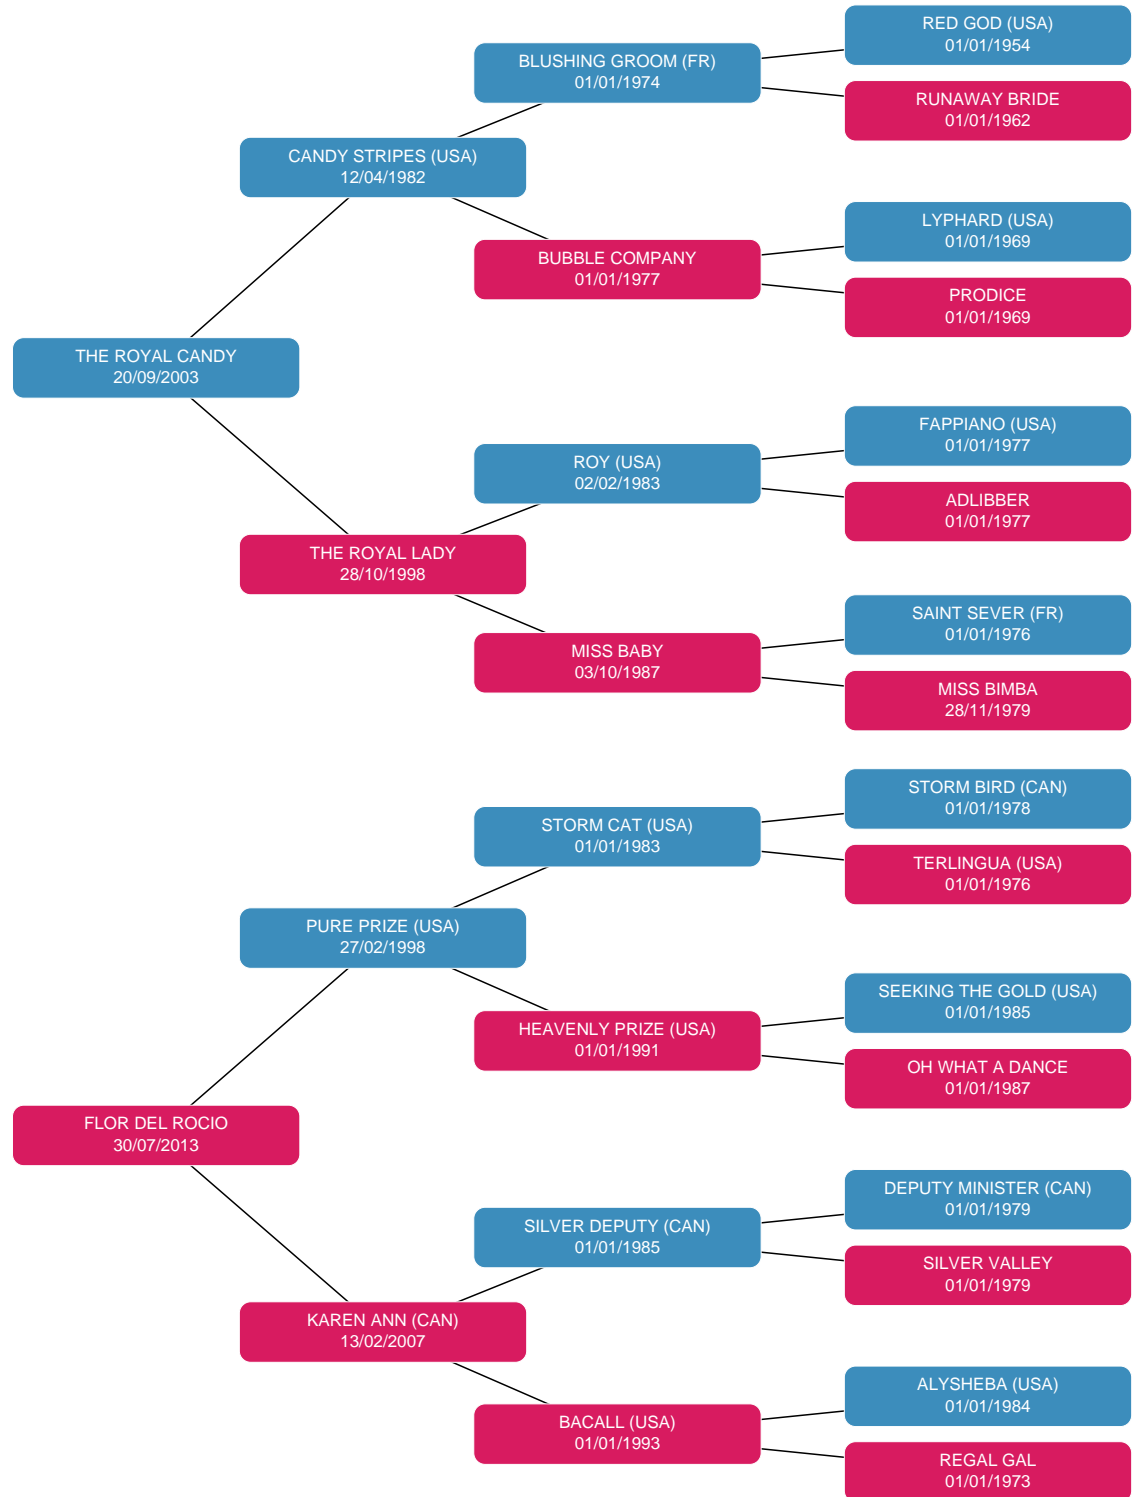 RED GOD (USA)
01/01/1954
BLUSHING GROOM (FR)
01/01/1974
RUNAWAY BRIDE
01/01/1962
CANDY STRIPES (USA)
12/04/1982
LYPHARD (USA)
01/01/1969
BUBBLE COMPANY
01/01/1977
PRODICE
01/01/1969
THE ROYAL CANDY
20/09/2003
FAPPIANO (USA)
01/01/1977
ROY (USA)
02/02/1983
ADLIBBER
01/01/1977
THE ROYAL LADY
28/10/1998
SAINT SEVER (FR)
01/01/1976
MISS BABY
03/10/1987
MISS BIMBA
28/11/1979
STORM BIRD (CAN)
01/01/1978
STORM CAT (USA)
01/01/1983
TERLINGUA (USA)
01/01/1976
PURE PRIZE (USA)
27/02/1998
SEEKING THE GOLD (USA)
01/01/1985
HEAVENLY PRIZE (USA)
01/01/1991
OH WHAT A DANCE
01/01/1987
FLOR DEL ROCIO
30/07/2013
DEPUTY MINISTER (CAN)
01/01/1979
SILVER DEPUTY (CAN)
01/01/1985
SILVER VALLEY
01/01/1979
KAREN ANN (CAN)
13/02/2007
ALYSHEBA (USA)
01/01/1984
BACALL (USA)
01/01/1993
REGAL GAL
01/01/1973